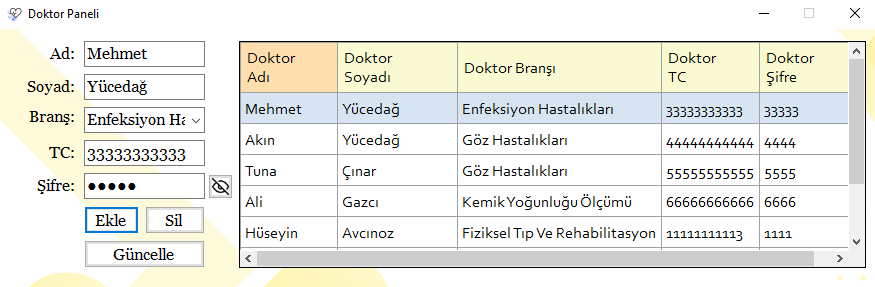 Doktor Paneli
Ad: Mehmet
Soyad: Yücedağ
Branş: Enfeksiyon Ha
TC: 33333333333
Şifre: ●●●●●
Ekle Sil
Güncelle
Doktor Adı Doktor Soyadı Doktor Branşı Doktor TC Doktor Şifre
Mehmet Yücedağ Enfeksiyon Hastalıkları 33333333333 33333
Akın Yücedağ Göz Hastalıkları 44444444444 4444
Tuna Çınar Göz Hastalıkları 55555555555 5555
Ali Gazcı Kemik Yoğunluğu Ölçümü 66666666666 6666
Hüseyin Avcınoz Fiziksel Tıp Ve Rehabilitasyon 11111111113 1111